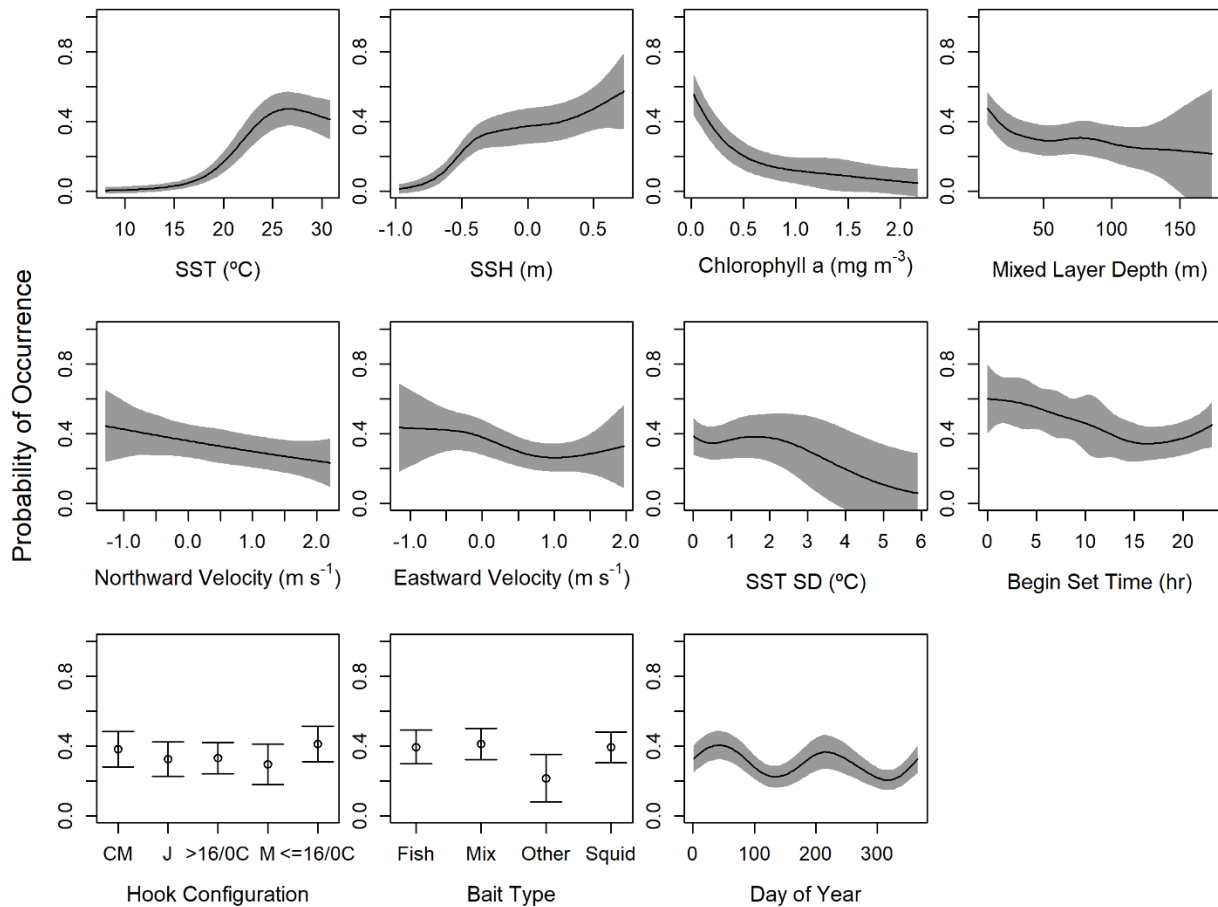 Probability of Occurrence
0.0 0.4 0.8
10 15 20 25 30
SST (ºC)
0.0 0.4 0.8
-1.0 -0.5 0.0 0.5
SSH (m)
0.0 0.4 0.8
0.0 0.5 1.0 1.5 2.0
Chlorophyll a (mg m⁻³)
0.0 0.4 0.8
50 100 150
Mixed Layer Depth (m)
0.0 0.4 0.8
-1.0 0.0 1.0 2.0
Northward Velocity (m s⁻¹)
0.0 0.4 0.8
-1.0 0.0 1.0 2.0
Eastward Velocity (m s⁻¹)
0.0 0.4 0.8
0 1 2 3 4 5 6
SST SD (ºC)
0.0 0.4 0.8
0 5 10 15 20
Begin Set Time (hr)
0.0 0.4 0.8
CM J >16/0C M <=16/0C
Hook Configuration
0.0 0.4 0.8
Fish Mix Other Squid
Bait Type
0.0 0.4 0.8
0 100 200 300
Day of Year